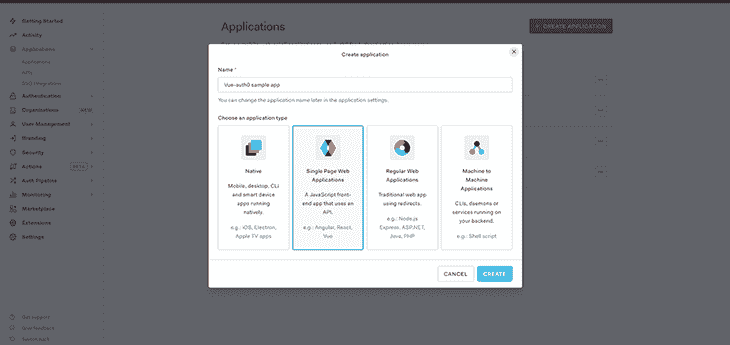 Getting Started
Activity
Applications
Applications
APIs
SSO Integrations
Authentication
Organizations
NEW
User Management
Branding
Security
Actions
BETA
Auth Pipeline
Monitoring
Marketplace
Extensions
Settings
Get support
Give feedback
Applications
+ CREATE APPLICATION
Create application
Name *
Vue-auth0 sample app
You can change the application name later in the application settings.
Choose an application type
Native
Mobile, desktop, CLI
and smart device
apps running
natively.
e.g.: iOS, Electron,
Apple TV apps
Single Page Web
Applications
A JavaScript front-
end app that uses an
API.
e.g.: Angular, React,
Vue
Regular Web
Applications
Traditional web app
using redirects.
e.g.: Node.js
Express, ASP.NET,
Java, PHP
Machine to
Machine
Applications
CLIs, daemons or
services running on
your backend.
e.g.: Shell script
CANCEL
CREATE